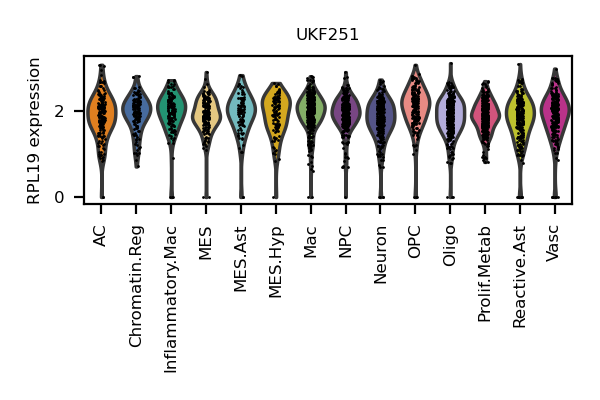 UKF251
RPL19 expression
2
0
AC
Chromatin.Reg
Inflammatory.Mac
MES
MES.Ast
MES.Hyp
Mac
NPC
Neuron
OPC
Oligo
Prolif.Metab
Reactive.Ast
Vasc